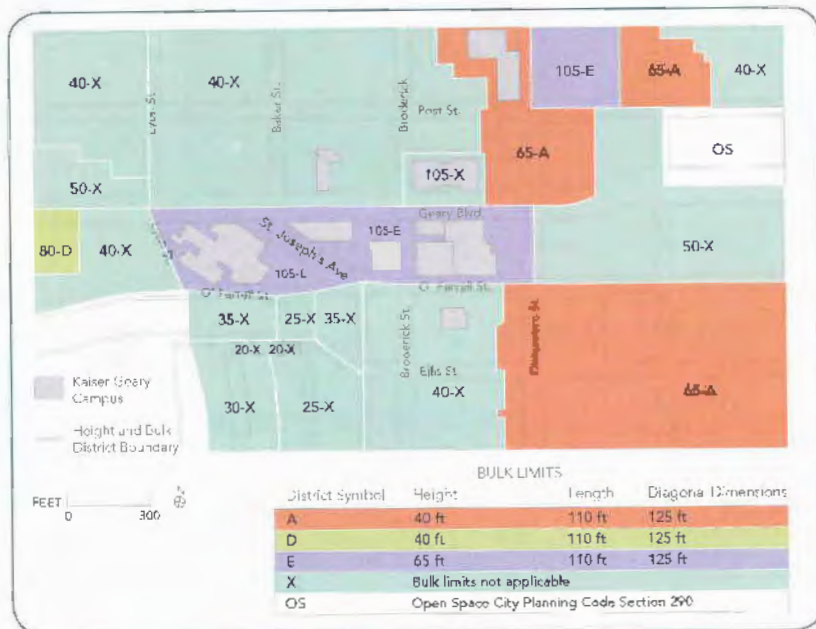 40-X
40-X
Lyon St.
Baker St.
Broderick
Post St.
105-E
65-A
40-X
50-X
105-X
65-A
OS
80-D
40-X
St. Joseph's Ave
Geary Blvd.
105-E
50-X
O' Farrell St.
O' Farrell St.
35-X
25-X
35-X
20-X
20-X
Broderick St.
Ellis St.
30-X
25-X
40-X
65-A
Kaiser Geary
Campus
Height and Bulk
District Boundary
FEET
0
300
BULK LIMITS
District Symbol Height Length Diagonal Dimensions
A 40 ft 110 ft 125 ft
D 40 ft 110 ft 125 ft
E 65 ft 110 ft 125 ft
X Bulk limits not applicable
OS Open Space City Planning Code Section 290